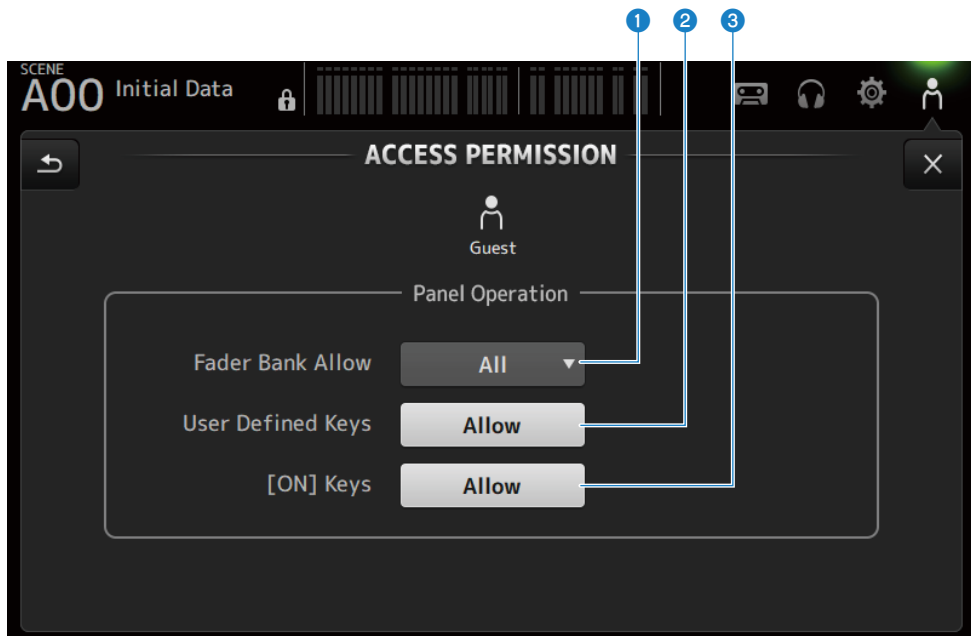 1 2 3
SCENE
A00 Initial Data
ACCESS PERMISSION
Guest
Panel Operation
Fader Bank Allow All
User Defined Keys Allow
[ON] Keys Allow